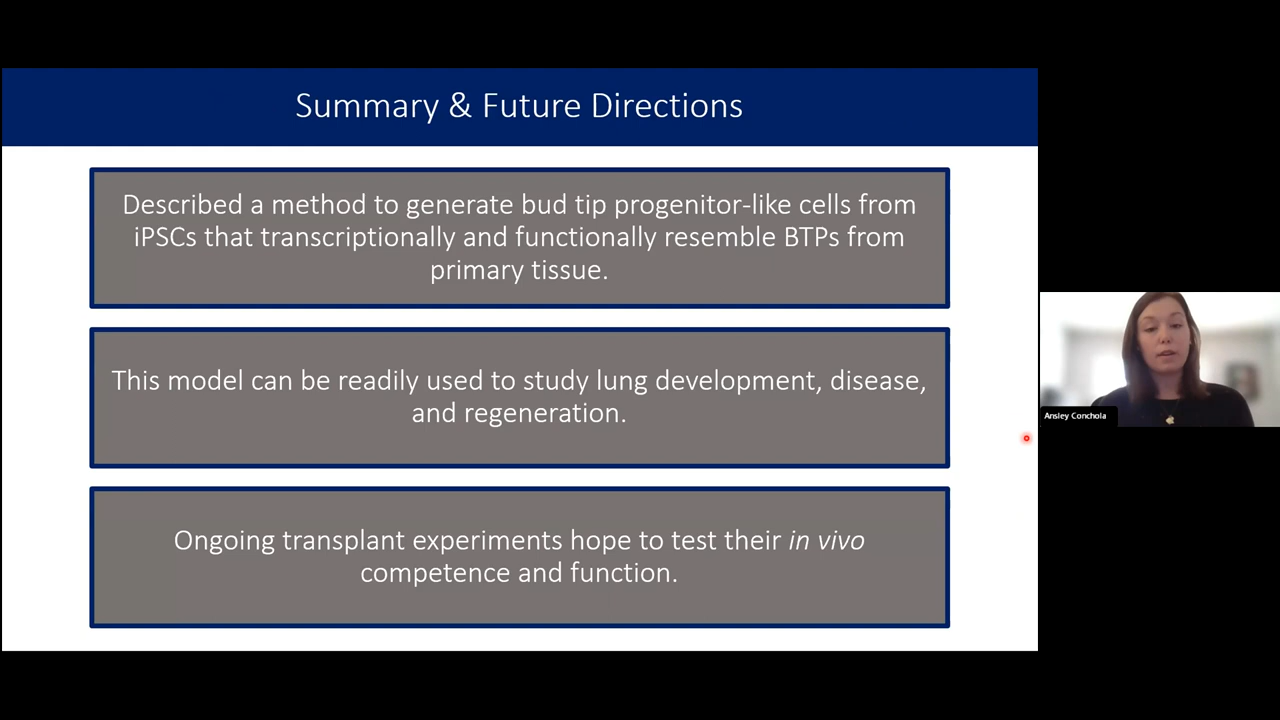 Summary & Future Directions
Described a method to generate bud tip progenitor-like cells from
iPSCs that transcriptionally and functionally resemble BTPs from
primary tissue.
This model can be readily used to study lung development, disease,
and regeneration.
Ansley Conchola
Ongoing transplant experiments hope to test their in vivo
competence and function.